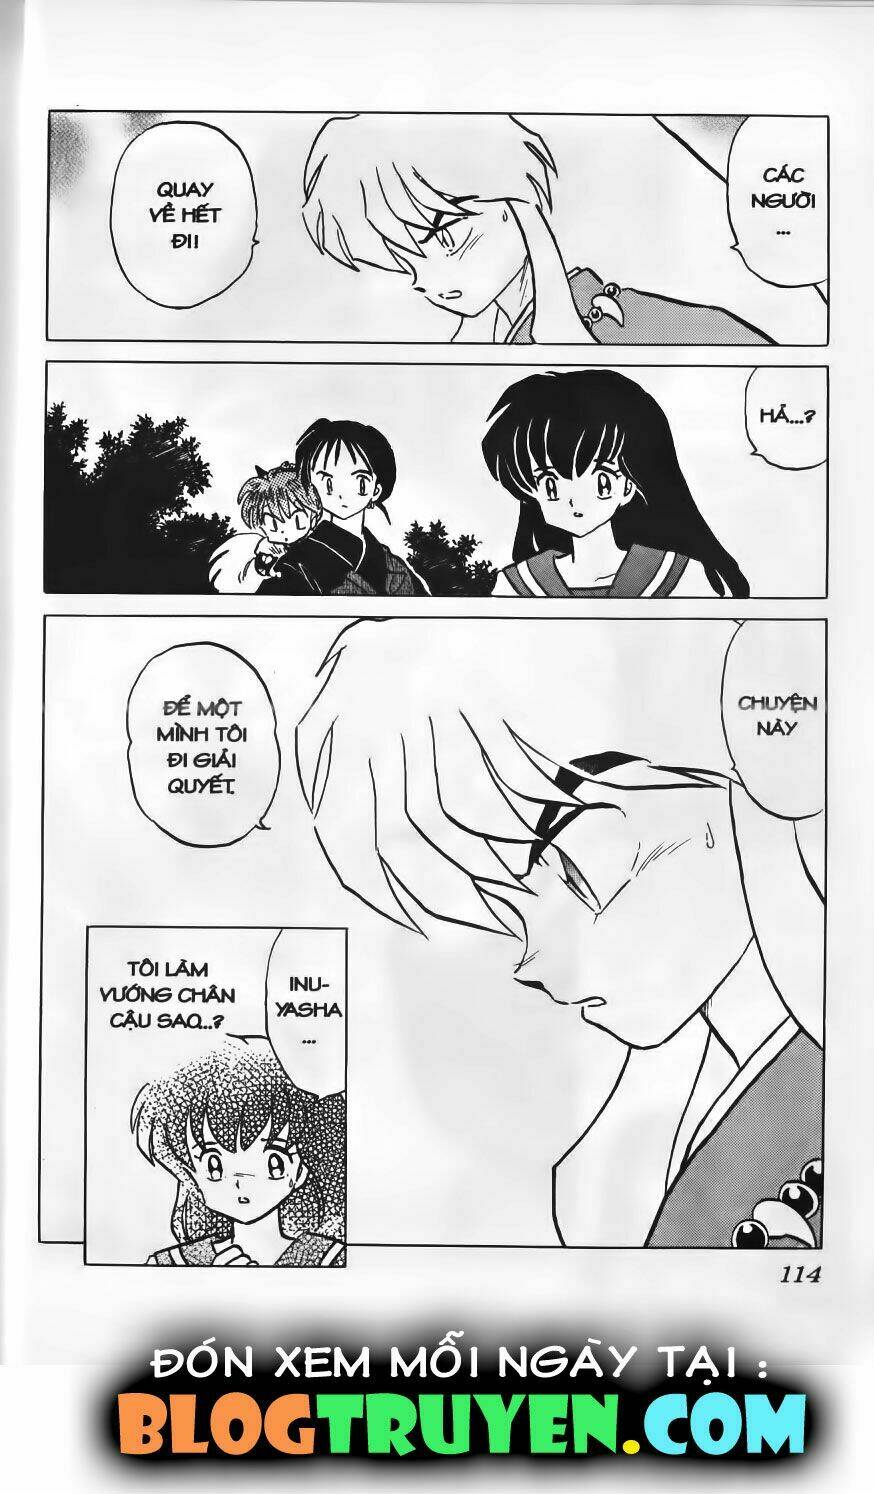 CÁC
NGƯỜI
...
QUAY
VỀ HẾT
ĐI!
HẢ...?
CHUYỆN
NÀY
ĐỂ MỘT
MÌNH TÔI
ĐI GIẢI
QUYẾT.
INU-
YASHA
...
TÔI LÀM
VƯỚNG CHÂN
CẬU SAO...?
114
ĐÓN XEM MỖI NGÀY TẠI :
BLOGTRUYEN.COM